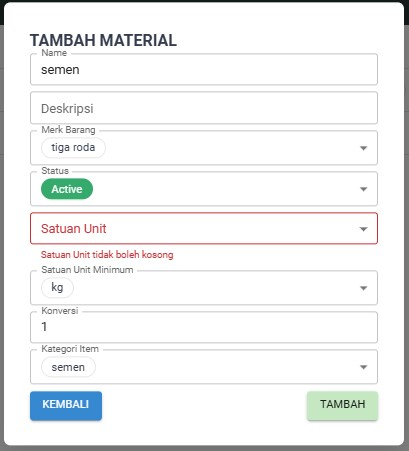 TAMBAH MATERIAL
Name
semen
Deskripsi
Merk Barang
tiga roda
Status
Active
Satuan Unit
Satuan Unit tidak boleh kosong
Satuan Unit Minimum
kg
Konversi
1
Kategori Item
semen
KEMBALI
TAMBAH